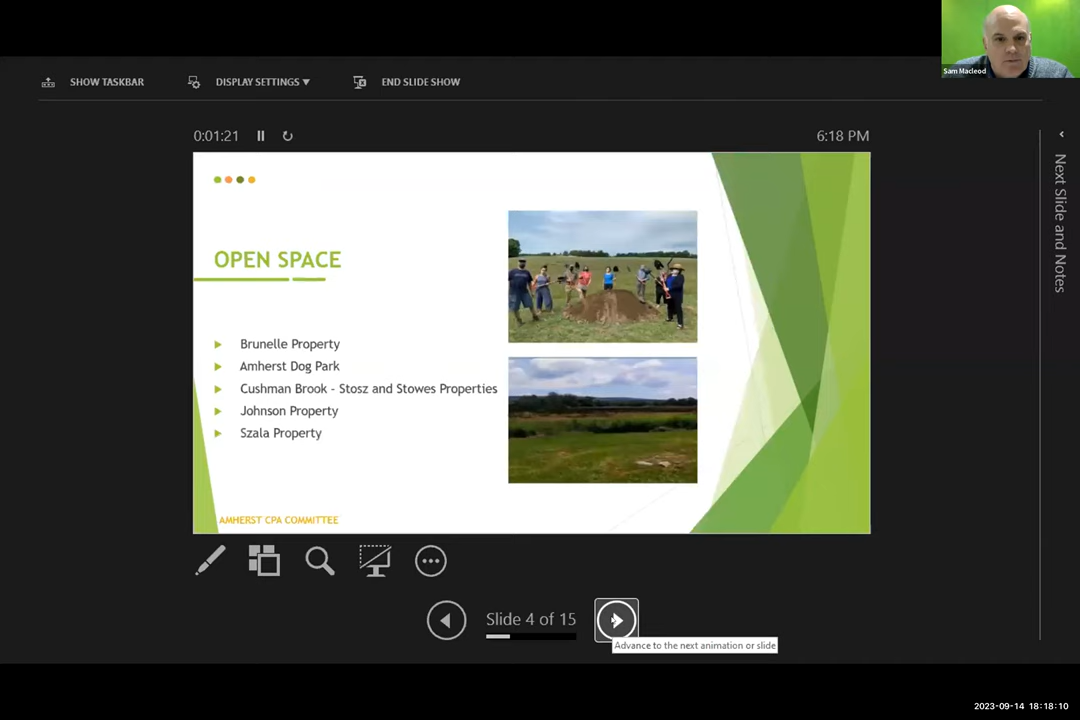 Sam Macleod
SHOW TASKBAR
DISPLAY SETTINGS ▼
END SLIDE SHOW
0:01:21
6:18 PM
Next Slide and Notes
OPEN SPACE
Brunelle Property
Amherst Dog Park
Cushman Brook - Stosz and Stowes Properties
Johnson Property
Szala Property
AMHERST CPA COMMITTEE
Slide 4 of 15
Advance to the next animation or slide
2023-09-14 18:18:10